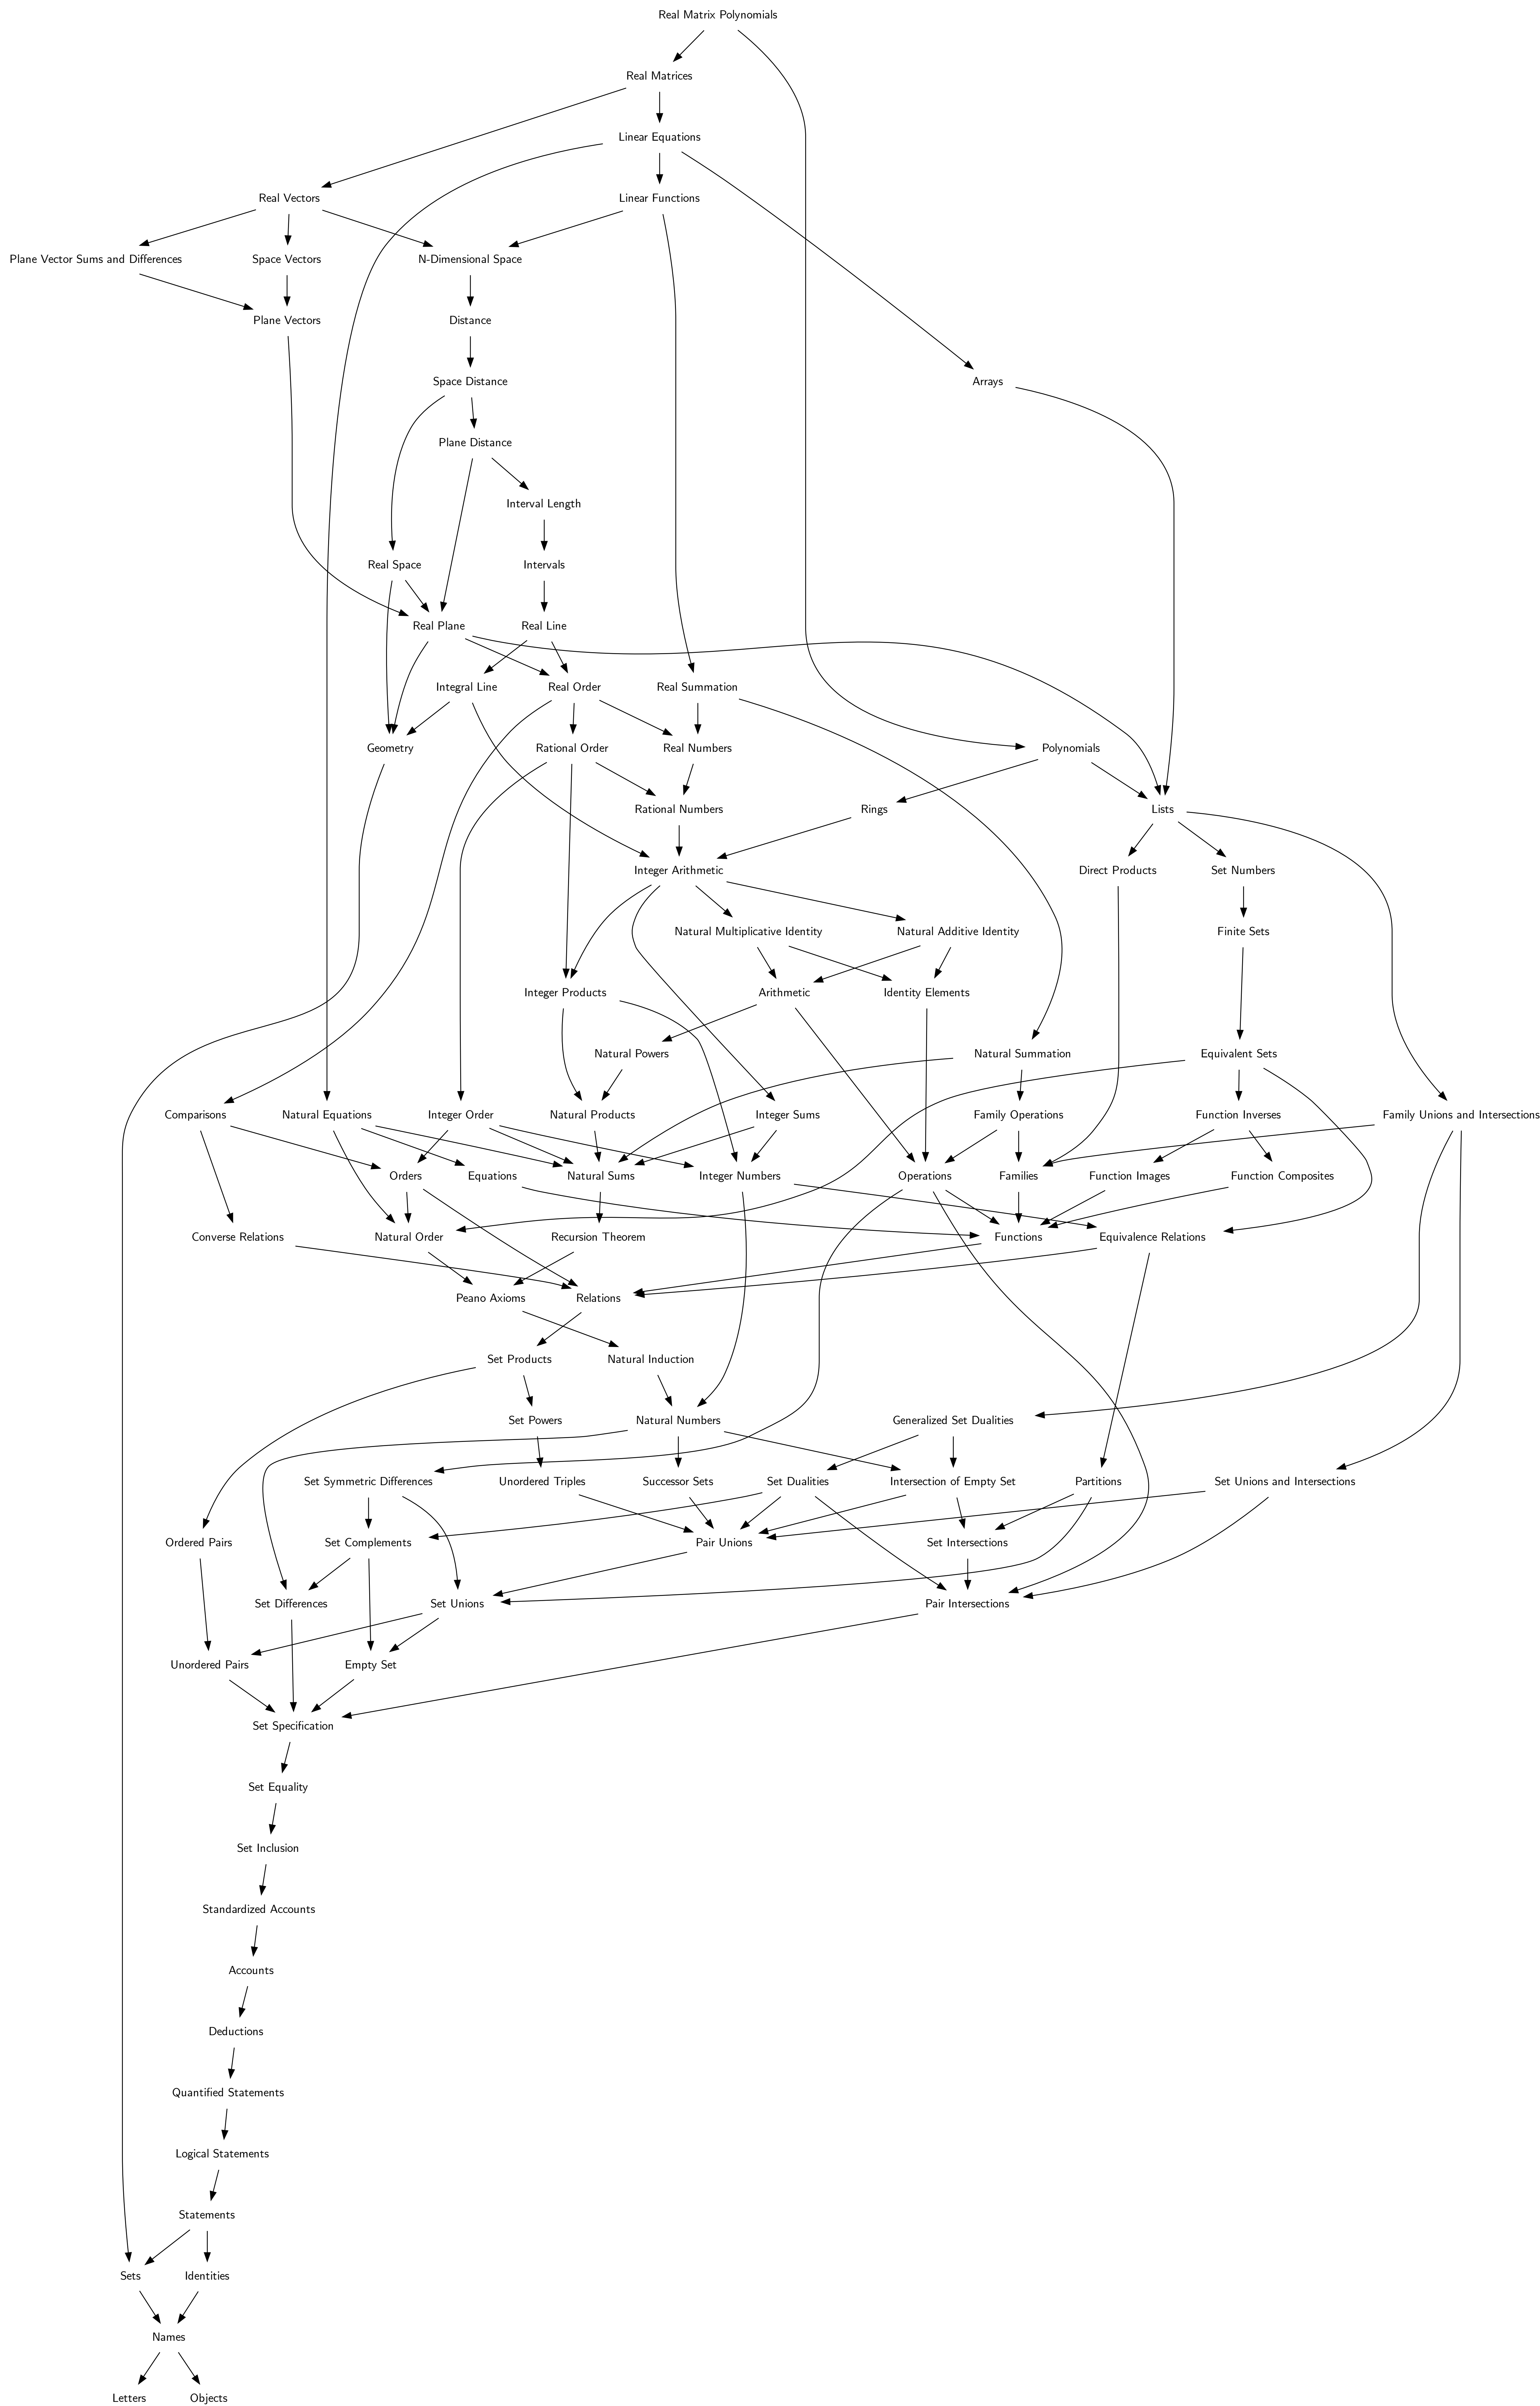 Real Matrix Polynomials
Real Matrices
Linear Equations
Real Vectors
Linear Functions
Plane Vector Sums and Differences
Space Vectors
N-Dimensional Space
Plane Vectors
Distance
Space Distance
Arrays
Plane Distance
Interval Length
Real Space
Intervals
Real Plane
Real Line
Integral Line
Real Order
Real Summation
Geometry
Rational Order
Real Numbers
Polynomials
Rational Numbers
Rings
Lists
Integer Arithmetic
Direct Products
Set Numbers
Natural Multiplicative Identity
Natural Additive Identity
Finite Sets
Integer Products
Arithmetic
Identity Elements
Natural Powers
Natural Summation
Equivalent Sets
Comparisons
Natural Equations
Integer Order
Natural Products
Integer Sums
Family Operations
Function Inverses
Family Unions and Intersections
Orders
Equations
Natural Sums
Integer Numbers
Operations
Families
Function Images
Function Composites
Converse Relations
Natural Order
Recursion Theorem
Functions
Equivalence Relations
Peano Axioms
Relations
Set Products
Natural Induction
Set Powers
Natural Numbers
Generalized Set Dualities
Set Symmetric Differences
Unordered Triples
Successor Sets
Set Dualities
Intersection of Empty Set
Partitions
Set Unions and Intersections
Ordered Pairs
Set Complements
Pair Unions
Set Intersections
Set Differences
Set Unions
Pair Intersections
Unordered Pairs
Empty Set
Set Specification
Set Equality
Set Inclusion
Standardized Accounts
Accounts
Deductions
Quantified Statements
Logical Statements
Statements
Sets
Identities
Names
Letters
Objects